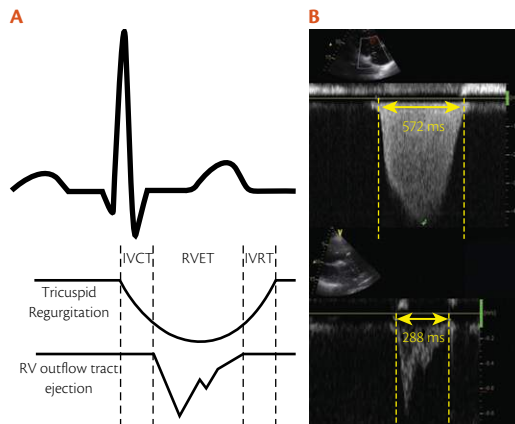 A
B
572 ms
IVCT
RVET
IVRT
Tricuspid
Regurgitation
RV outflow tract
ejection
288 ms